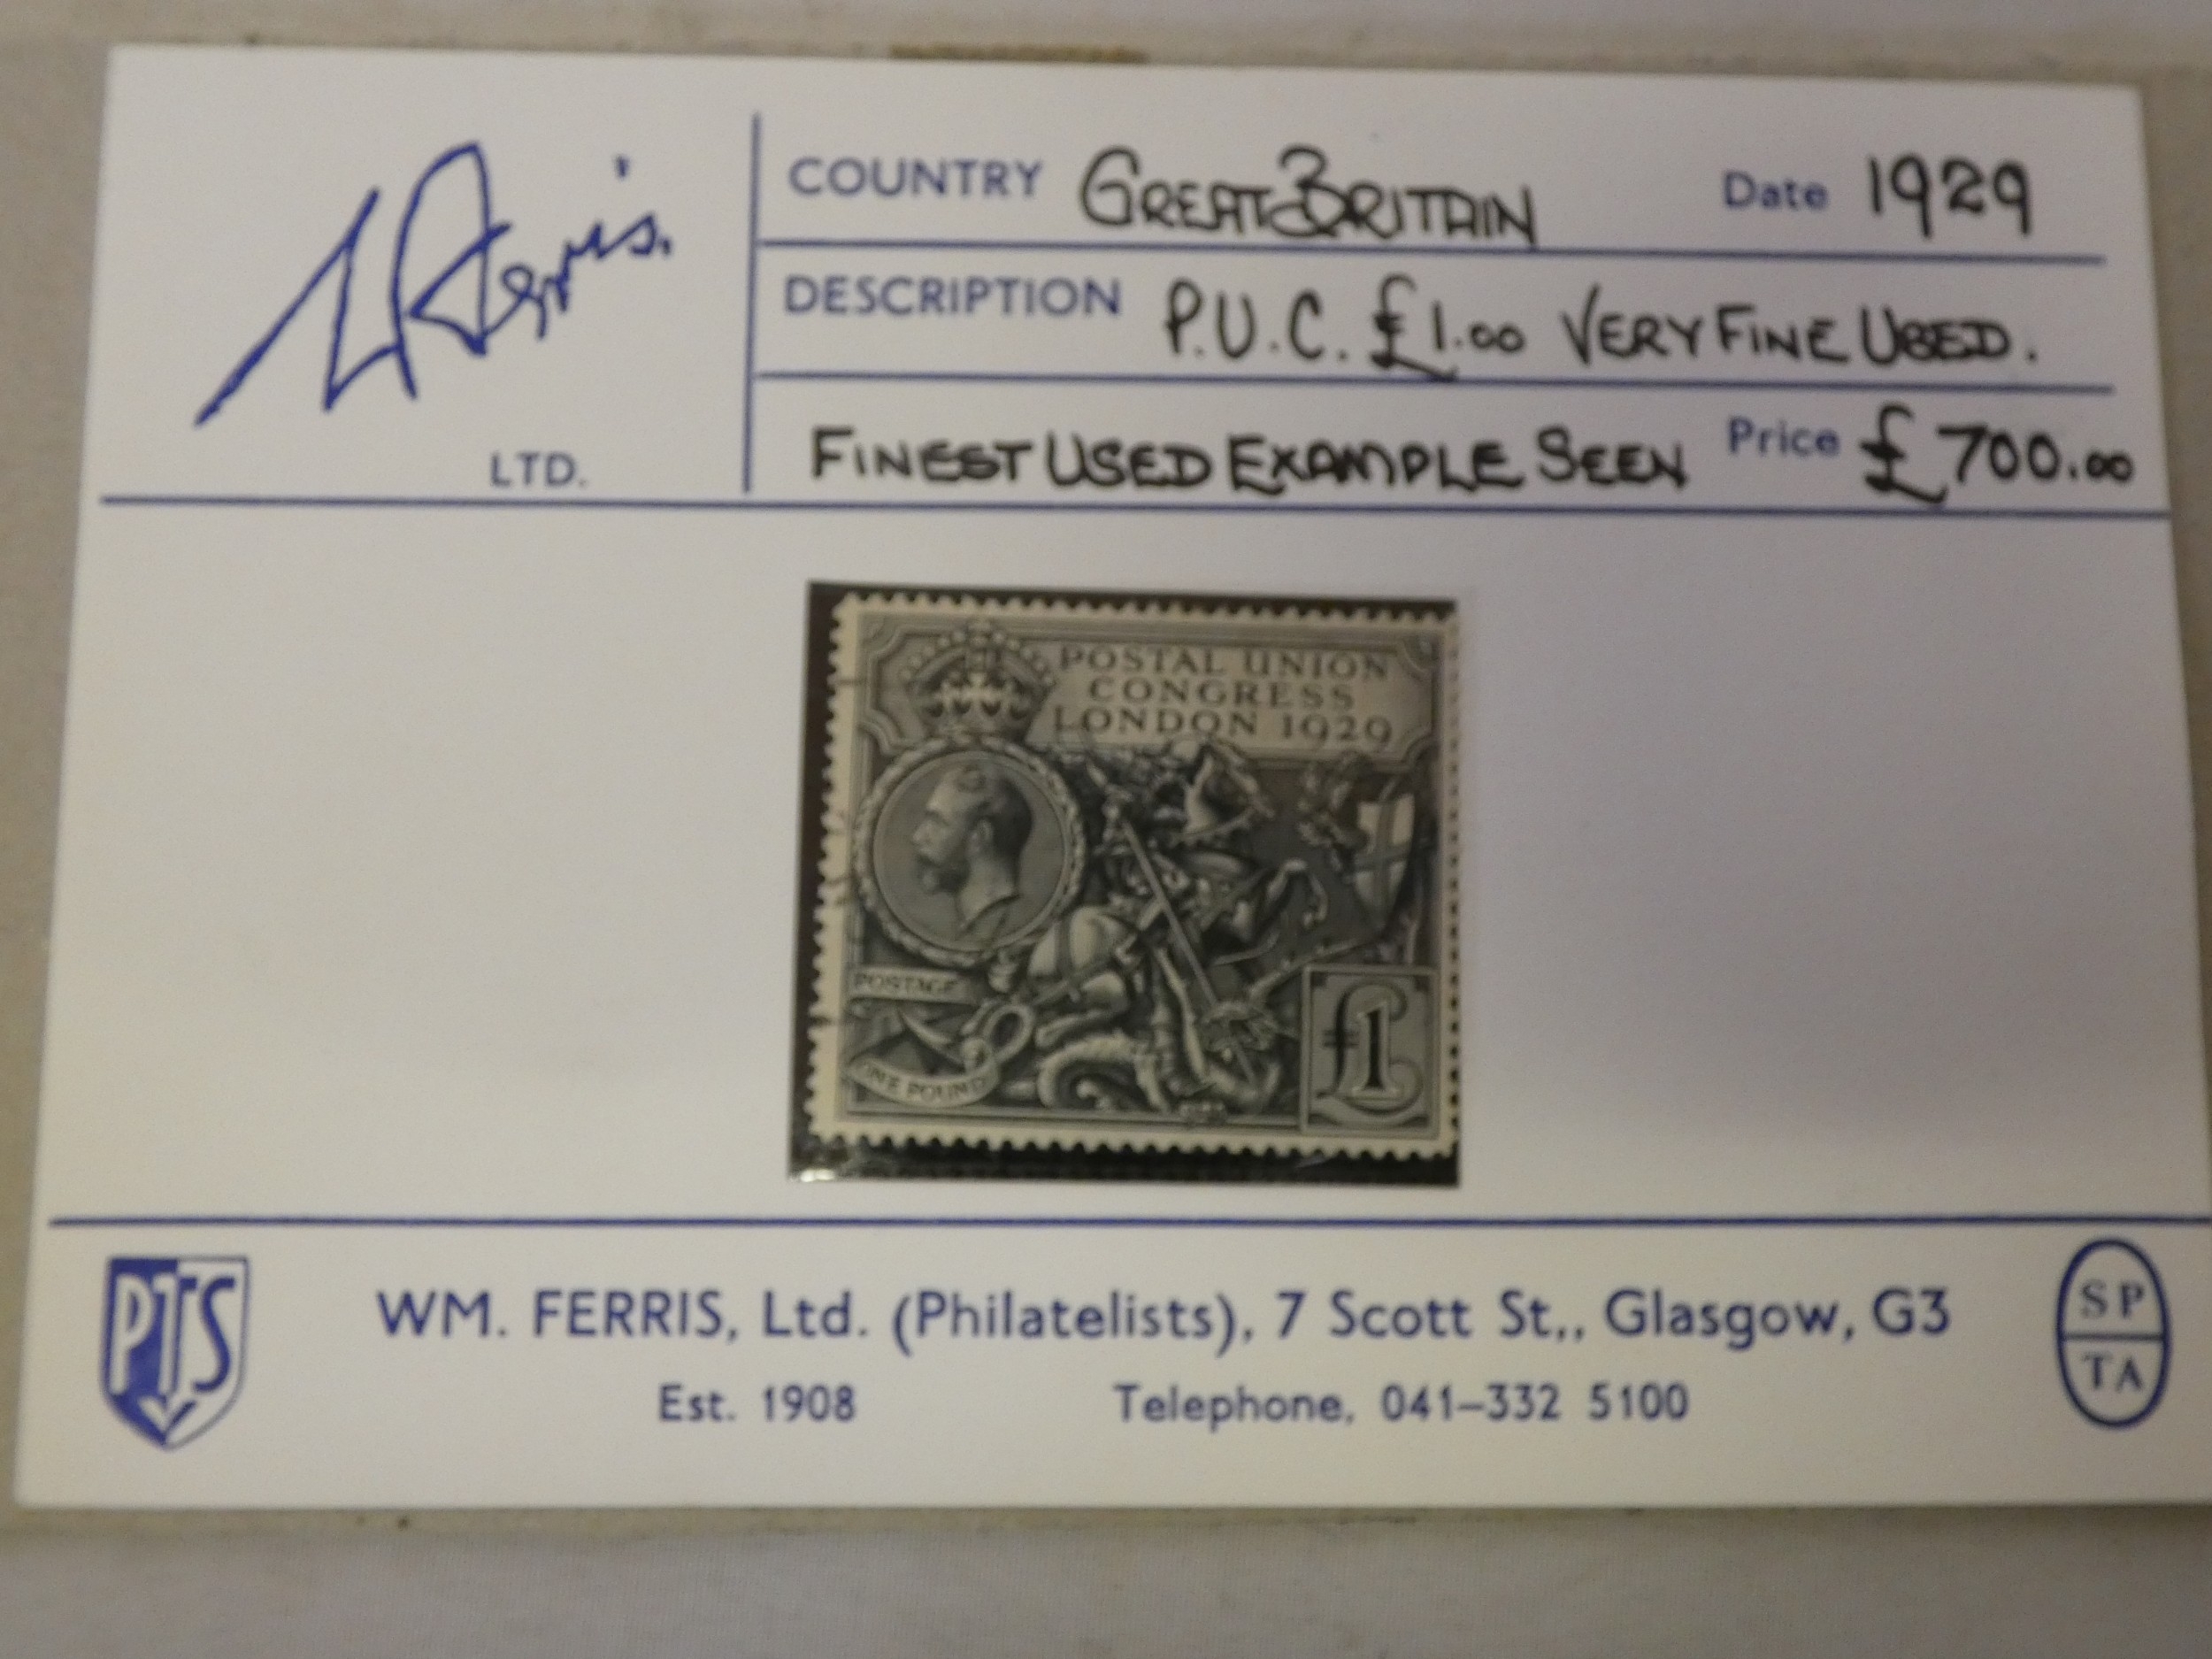 Ferris.
LTD.
COUNTRY GREAT BRITAIN Date 1929
DESCRIPTION P.U.C. £1.00 VERY FINE USED.
FINEST USED EXAMPLE SEEN Price £700.00
POSTAL UNION
CONGRESS
LONDON 1929
POSTAGE
ONE POUND
£1
PTS
WM. FERRIS, Ltd. (Philatelists), 7 Scott St,, Glasgow, G3
Est. 1908 Telephone, 041–332 5100
SP
TA